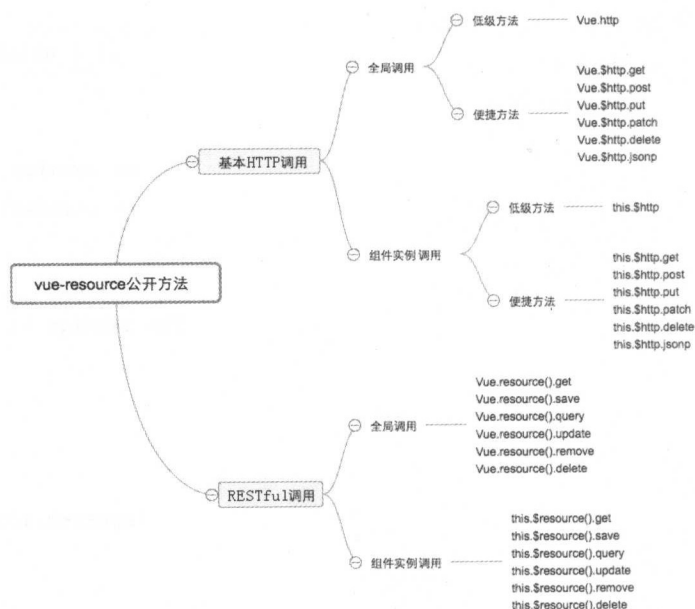 vue-resource公开方法
基本HTTP调用
全局调用
低级方法
Vue.http
便捷方法
Vue.$http.get
Vue.$http.post
Vue.$http.put
Vue.$http.patch
Vue.$http.delete
Vue.$http.jsonp
组件实例调用
低级方法
this.$http
便捷方法
this.$http.get
this.$http.post
this.$http.put
this.$http.patch
this.$http.delete
this.$http.jsonp
RESTful调用
全局调用
Vue.resource().get
Vue.resource().save
Vue.resource().query
Vue.resource().update
Vue.resource().remove
Vue.resource().delete
组件实例调用
this.$resource().get
this.$resource().save
this.$resource().query
this.$resource().update
this.$resource().remove
this.$resource().delete